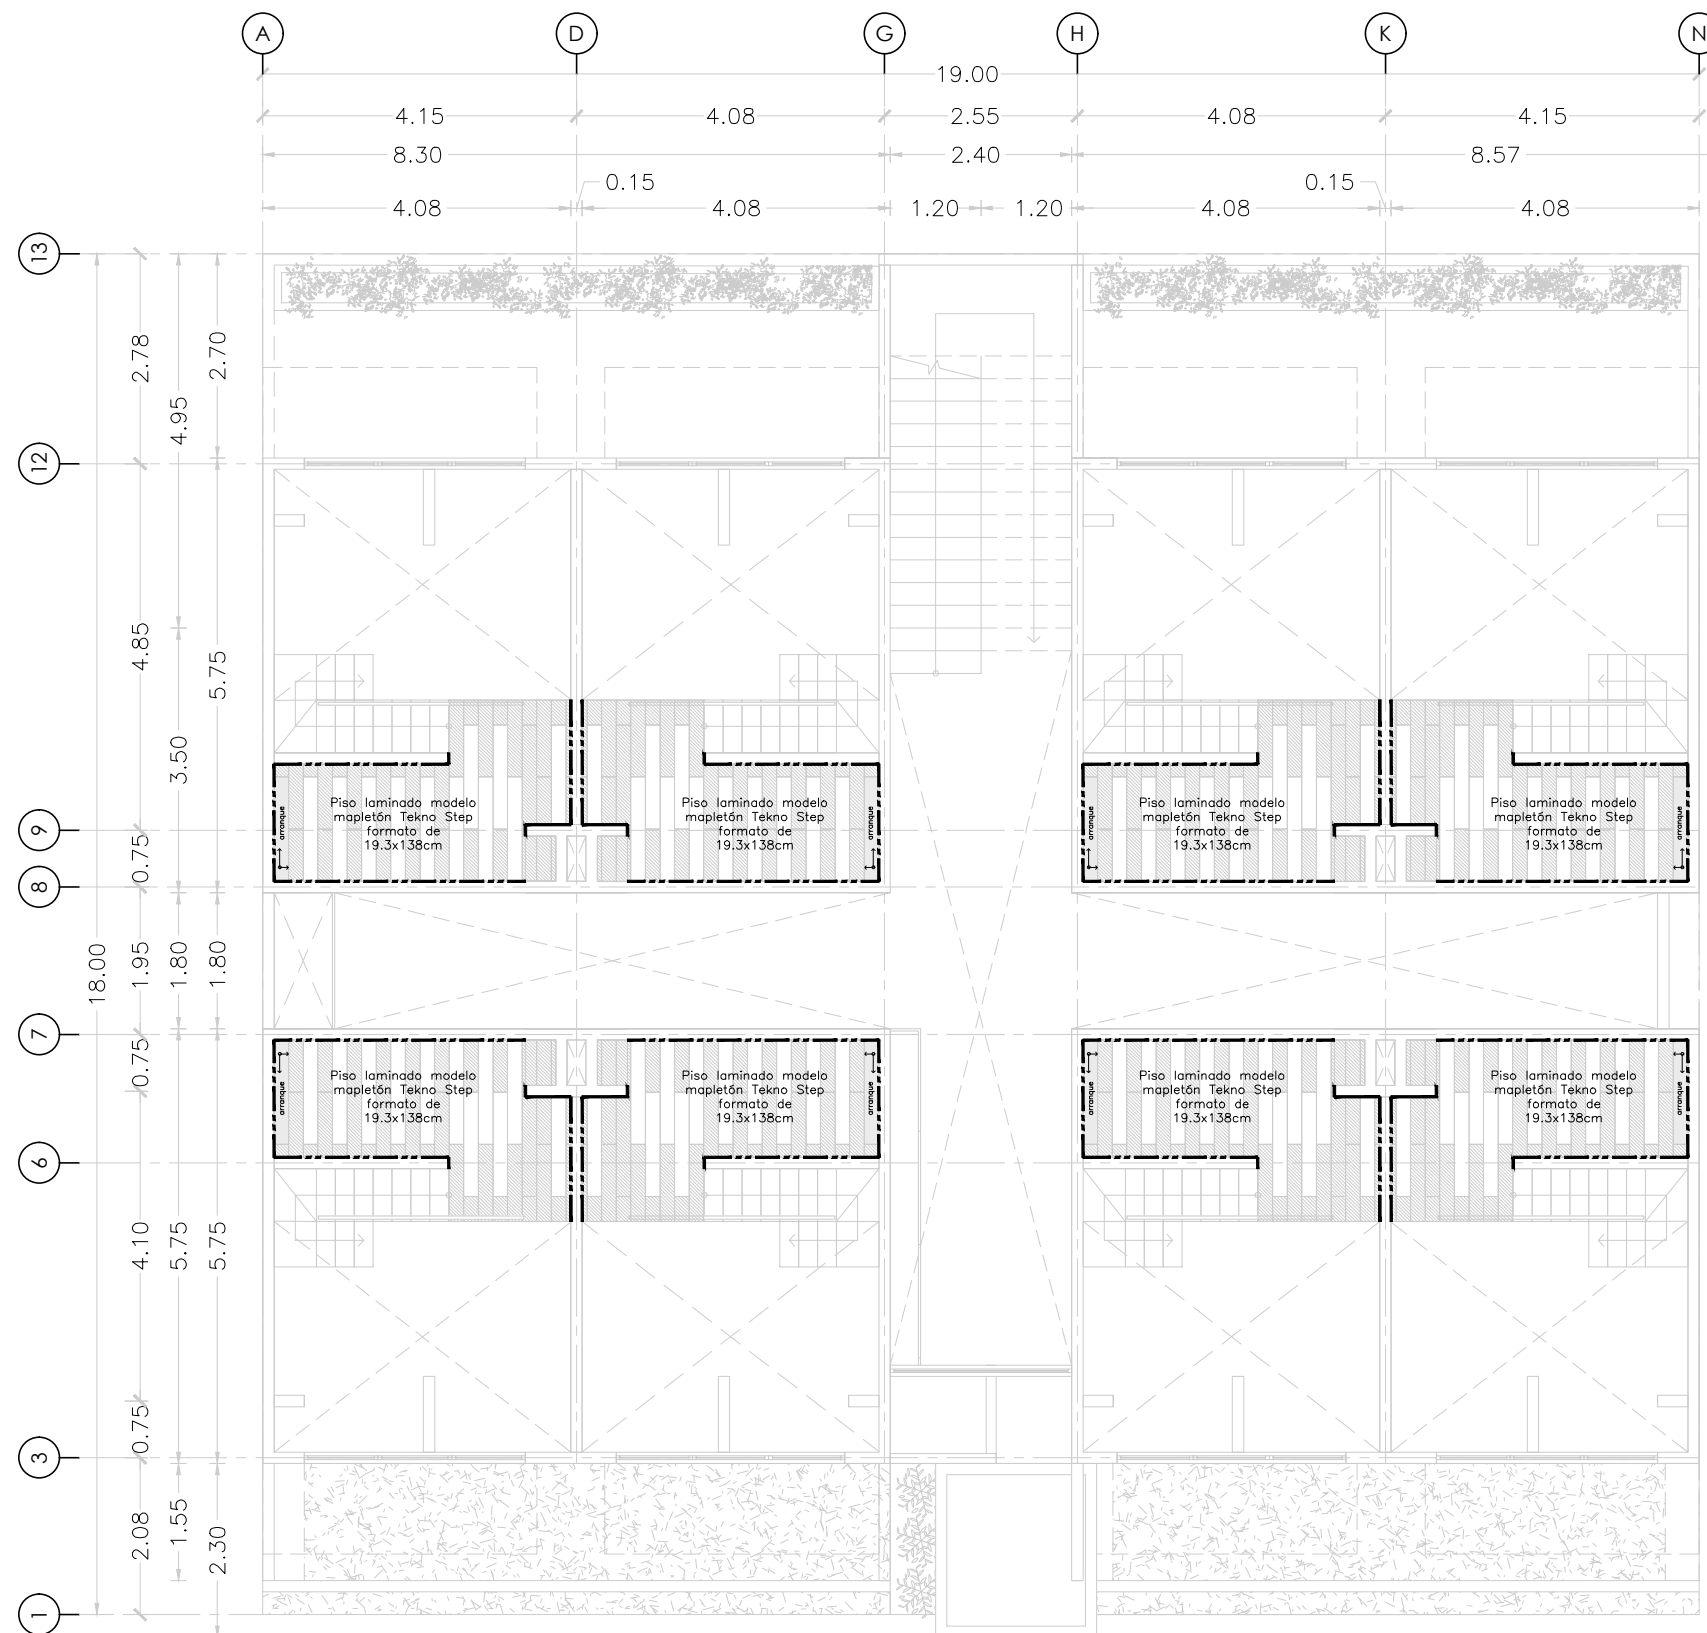 A D G H K N
19.00
4.15 4.08 2.55 4.08 4.15
8.30 2.40 8.57
0.15 0.15
4.08 4.08 1.20 1.20 4.08 4.08
13
2.78
2.70
4.95
12
4.85
5.75
3.50
9
0.75
8
Piso laminado modelo
mapletón Tekno Step
formato de
19.3x138cm
arranque
Piso laminado modelo
mapletón Tekno Step
formato de
19.3x138cm
arranque
Piso laminado modelo
mapletón Tekno Step
formato de
19.3x138cm
arranque
Piso laminado modelo
mapletón Tekno Step
formato de
19.3x138cm
arranque
18.00
1.95
1.80
1.80
7
0.75
6
Piso laminado modelo
mapletón Tekno Step
formato de
19.3x138cm
arranque
Piso laminado modelo
mapletón Tekno Step
formato de
19.3x138cm
arranque
Piso laminado modelo
mapletón Tekno Step
formato de
19.3x138cm
arranque
Piso laminado modelo
mapletón Tekno Step
formato de
19.3x138cm
arranque
4.10
5.75
5.75
0.75
3
2.08
1.55
2.30
1